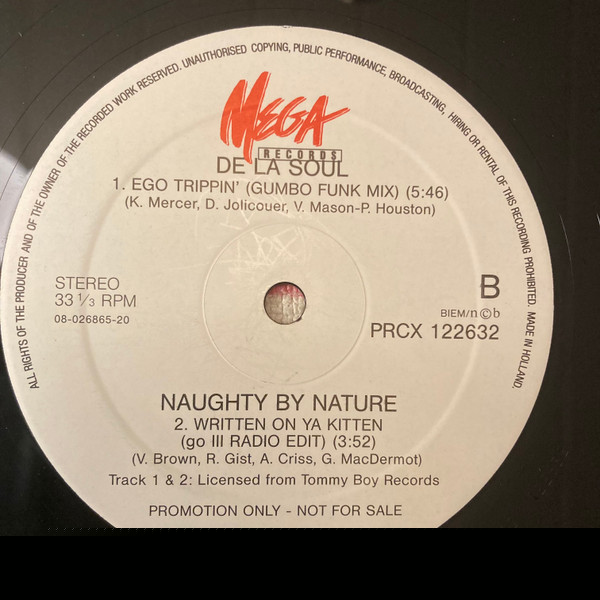 ALL RIGHTS OF THE PRODUCER AND OF THE OWNER OF THE RECORDED WORK RESERVED. UNAUTHORISED COPYING, PUBLIC PERFORMANCE, BROADCASTING, HIRING OR RENTAL OF THIS RECORDING PROHIBITED. MADE IN HOLLAND.
MEGA
RECORDS
DE LA SOUL
1. EGO TRIPPIN' (GUMBO FUNK MIX) (5:46)
(K. Mercer, D. Jolicouer, V. Mason-P. Houston)
STEREO
33 1/3 RPM
08-026865-20
B
BIEM/n©b
PRCX 122632
NAUGHTY BY NATURE
2. WRITTEN ON YA KITTEN
(go III RADIO EDIT) (3:52)
(V. Brown, R. Gist, A. Criss, G. MacDermot)
Track 1 & 2: Licensed from Tommy Boy Records
PROMOTION ONLY - NOT FOR SALE